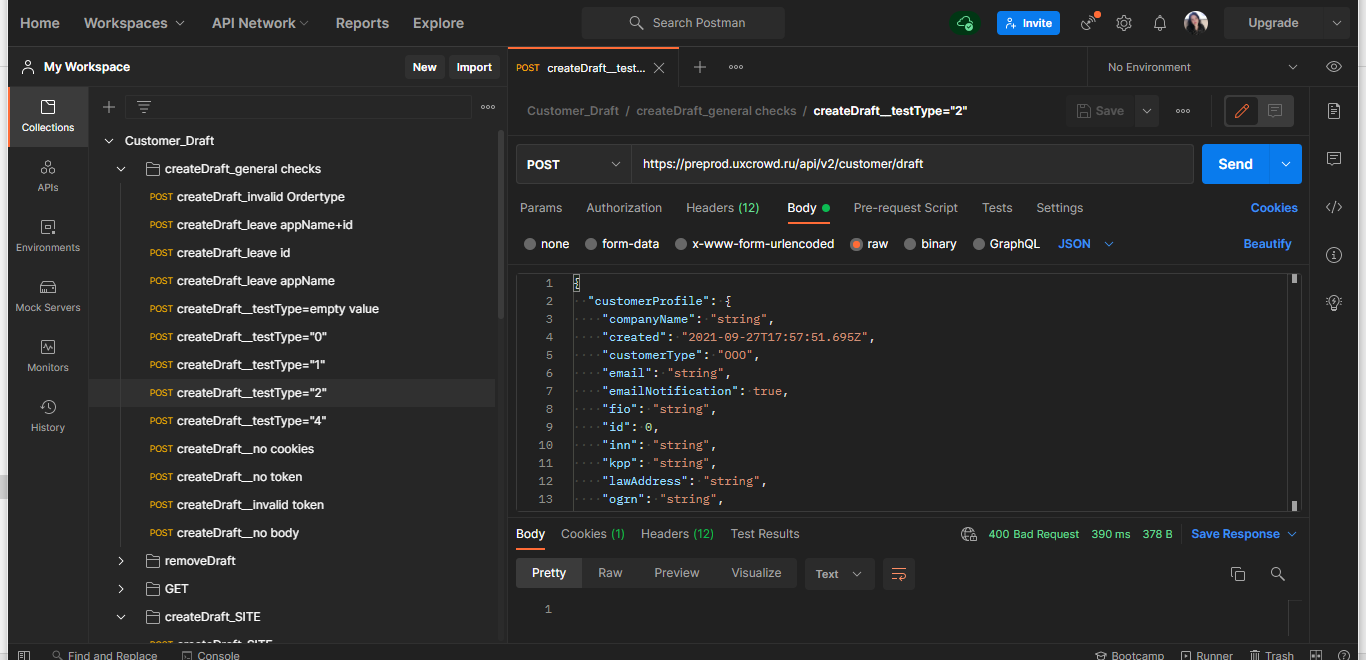 Home Workspaces API Network Reports Explore Search Postman Invite Upgrade
My Workspace New Import
POST createDraft__test... No Environment
Collections
APIs
Environments
Mock Servers
Monitors
History
Customer_Draft
createDraft_general checks
POST createDraft_invalid Ordertype
POST createDraft_leave appName+id
POST createDraft_leave id
POST createDraft_leave appName
POST createDraft__testType=empty value
POST createDraft__testType="0"
POST createDraft__testType="1"
POST createDraft__testType="2"
POST createDraft__testType="4"
POST createDraft__no cookies
POST createDraft__no token
POST createDraft__invalid token
POST createDraft__no body
removeDraft
GET
createDraft_SITE
POST createDraft_SITE
Customer_Draft / createDraft_general checks / createDraft__testType="2" Save
POST https://preprod.uxcrowd.ru/api/v2/customer/draft Send
Params Authorization Headers (12) Body Pre-request Script Tests Settings Cookies
none form-data x-www-form-urlencoded raw binary GraphQL JSON Beautify
1 {
2 "customerProfile": {
3 "companyName": "string",
4 "created": "2021-09-27T17:57:51.695Z",
5 "customerType": "OOO",
6 "email": "string",
7 "emailNotification": true,
8 "fio": "string",
9 "id": 0,
10 "inn": "string",
11 "kpp": "string",
12 "lawAddress": "string",
13 "ogrn": "string",
Body Cookies (1) Headers (12) Test Results 400 Bad Request 390 ms 378 B Save Response
Pretty Raw Preview Visualize Text
1
Find and Replace Console Bootcamp Runner Trash